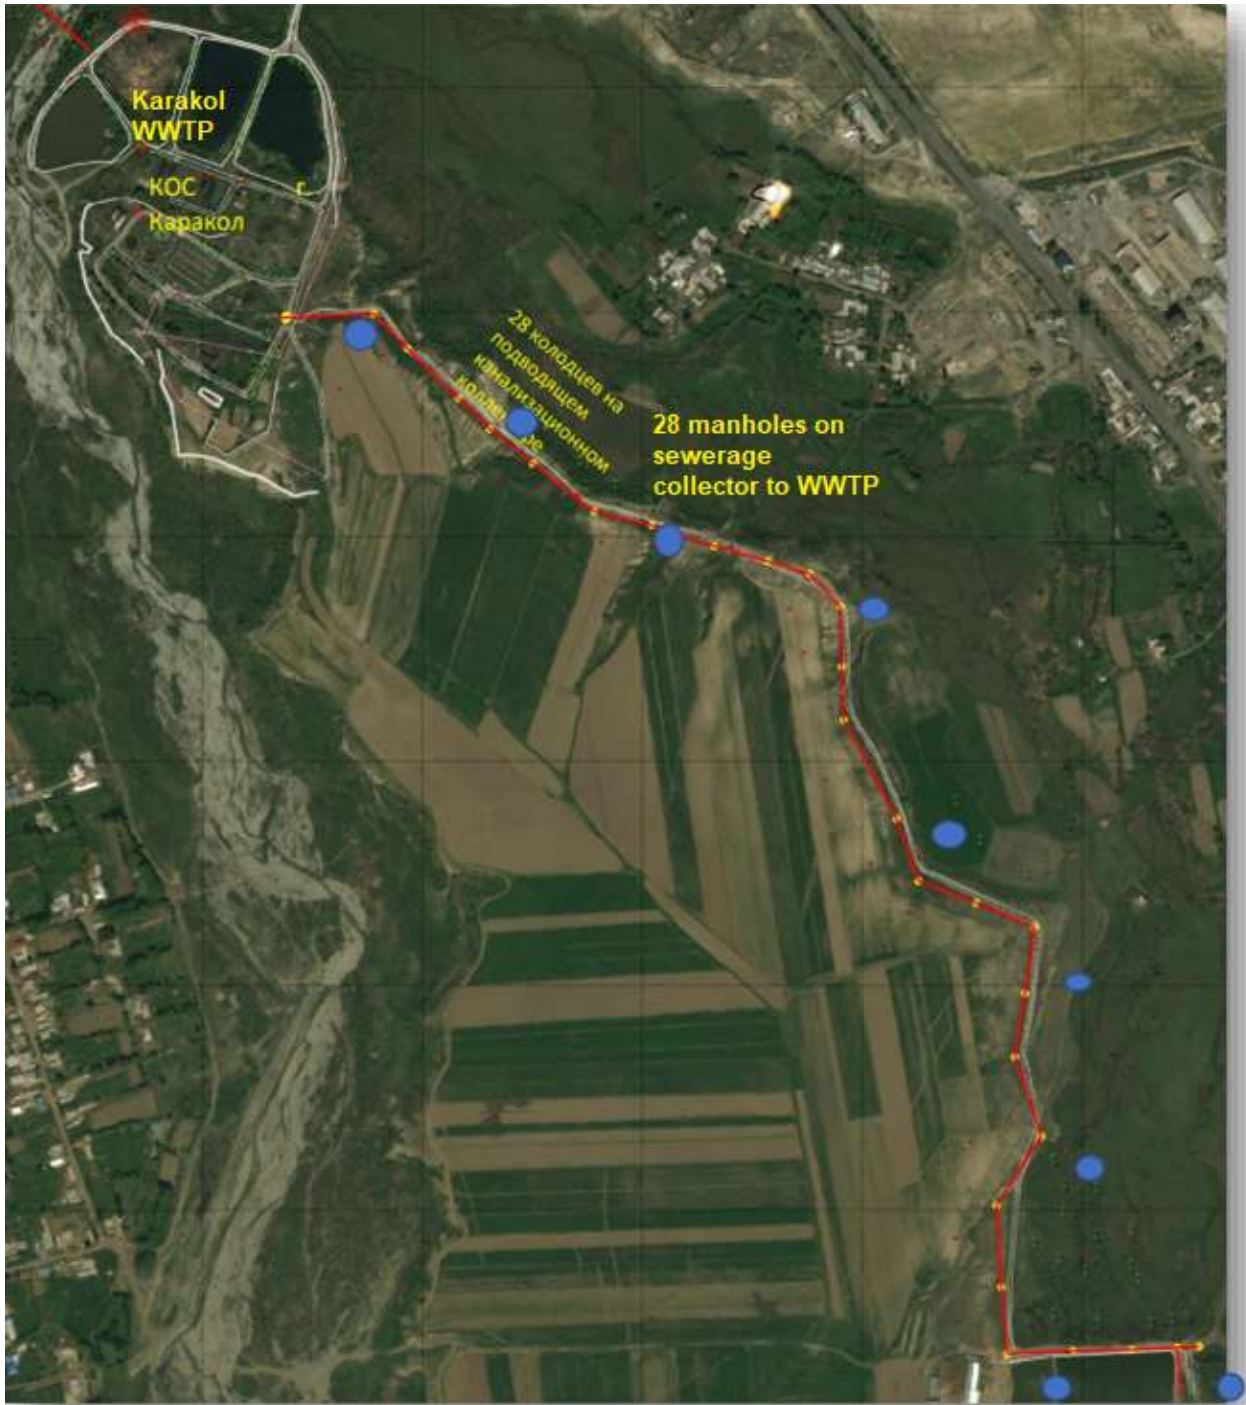 Karakol
WWTP
КОС г
Каракол
28 колодцев на
подводящем
канализационном
28 manholes on
sewerage
collector to WWTP